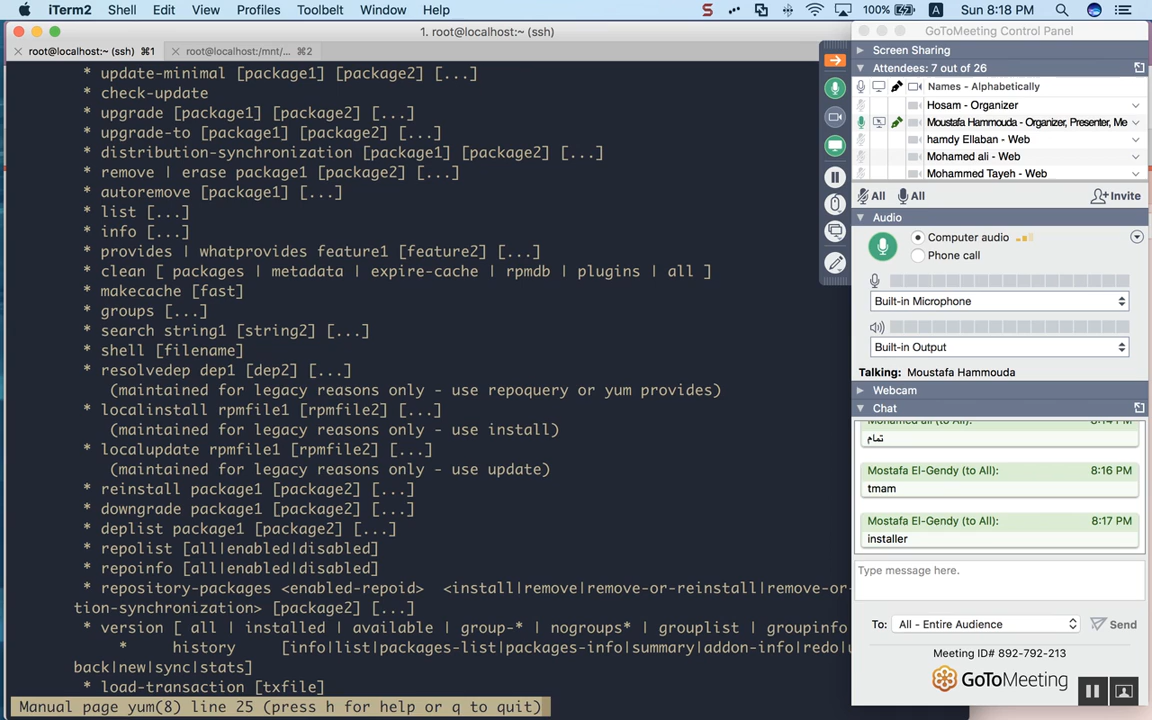 iTerm2 Shell Edit View Profiles Toolbelt Window Help
100% A Sun 8:18 PM
1. root@localhost:~ (ssh)
root@localhost:~ (ssh) ⌘1
root@localhost:/mnt/... ⌘2
* update-minimal [package1] [package2] [...]
* check-update
* upgrade [package1] [package2] [...]
* upgrade-to [package1] [package2] [...]
* distribution-synchronization [package1] [package2] [...]
* remove | erase package1 [package2] [...]
* autoremove [package1] [...]
* list [...]
* info [...]
* provides | whatprovides feature1 [feature2] [...]
* clean [ packages | metadata | expire-cache | rpmdb | plugins | all ]
* makecache [fast]
* groups [...]
* search string1 [string2] [...]
* shell [filename]
* resolvedep dep1 [dep2] [...]
(maintained for legacy reasons only - use repoquery or yum provides)
* localinstall rpmfile1 [rpmfile2] [...]
(maintained for legacy reasons only - use install)
* localupdate rpmfile1 [rpmfile2] [...]
(maintained for legacy reasons only - use update)
* reinstall package1 [package2] [...]
* downgrade package1 [package2] [...]
* deplist package1 [package2] [...]
* repolist [all|enabled|disabled]
* repoinfo [all|enabled|disabled]
* repository-packages <enabled-repoid> <install|remove|remove-or-reinstall|remove-or-
tion-synchronization> [package2] [...]
* version [ all | installed | available | group-* | nogroups* | grouplist | groupinfo
* history [info|list|packages-list|packages-info|summary|addon-info|redo|u
back|new|sync|stats]
* load-transaction [txfile]
Manual page yum(8) line 25 (press h for help or q to quit)
GoToMeeting Control Panel
Screen Sharing
Attendees: 7 out of 26
Names - Alphabetically
Hosam - Organizer
Moustafa Hammouda - Organizer, Presenter, Me
hamdy Ellaban - Web
Mohamed ali - Web
Mohammed Tayeh - Web
All All Invite
Audio
Computer audio
Phone call
Built-in Microphone
Built-in Output
Talking: Moustafa Hammouda
Webcam
Chat
Mohamed ali (to All): 8:14 PM
تمام
Mostafa El-Gendy (to All): 8:16 PM
tmam
Mostafa El-Gendy (to All): 8:17 PM
installer
Type message here.
To: All - Entire Audience Send
Meeting ID# 892-792-213
GoToMeeting